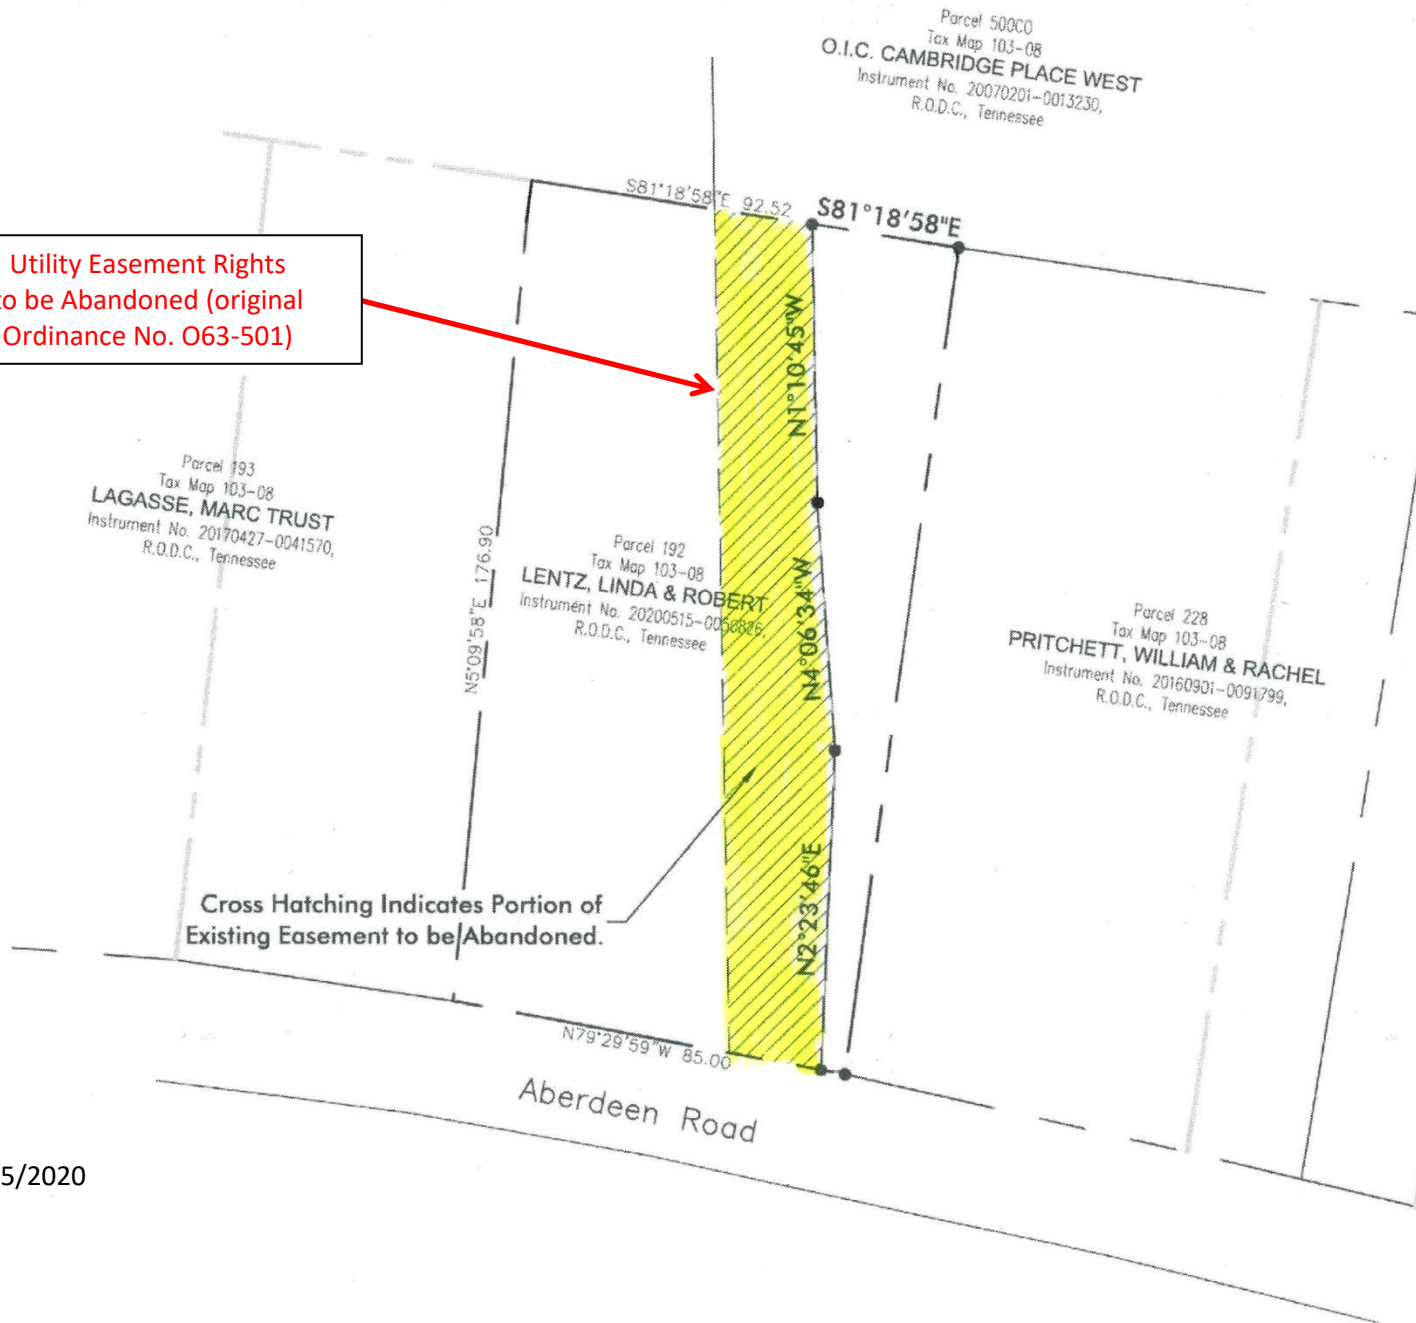 Parcel 500C0
Tax Map 103-08
O.I.C. CAMBRIDGE PLACE WEST
Instrument No. 20070201-0013230,
R.O.D.C., Tennessee
S81°18'58"E 92.52
S81°18'58"E
Utility Easement Rights
to be Abandoned (original
Ordinance No. O63-501)
N1°10'45"W
Parcel 193
Tax Map 103-08
LAGASSE, MARC TRUST
Instrument No. 20170427-0041570,
R.O.D.C., Tennessee
N5°09'58"E 176.90
Parcel 192
Tax Map 103-08
LENTZ, LINDA & ROBERT
Instrument No. 20200515-0050826,
R.O.D.C., Tennessee
N4°06'34"W
Parcel 228
Tax Map 103-08
PRITCHETT, WILLIAM & RACHEL
Instrument No. 20160901-0091799,
R.O.D.C., Tennessee
Cross Hatching Indicates Portion of
Existing Easement to be Abandoned.
N2°23'46"E
N79°29'59"W 85.00
Aberdeen Road
5/2020